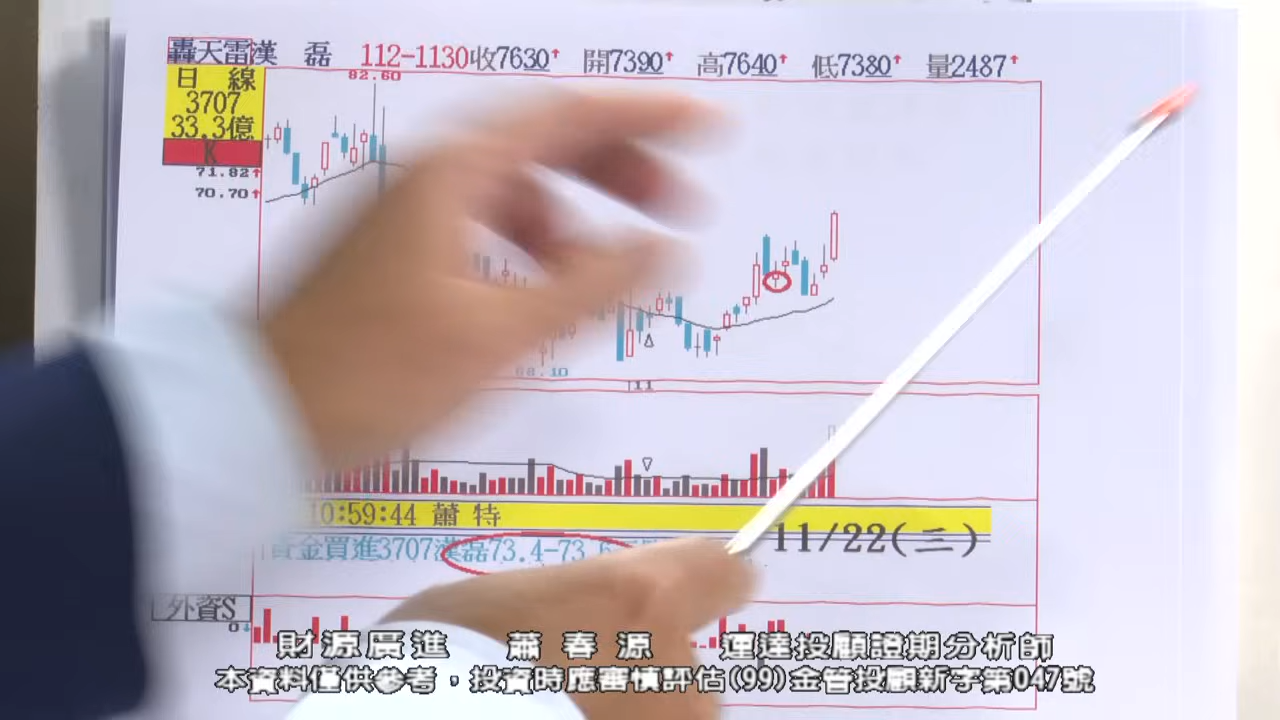 轟天雷漢 磊 112-1130收7630↑ 開7390↑ 高7640↑ 低7380↑ 量2487↑
日 線
82.60
3707
33.3億
K
71.82↑
70.70↑
11
10:59:44 蕭 特
資金買進3707漢磊73.4-73.6
11/22(三)
外資S
0↓
財源廣進 蕭春源 運達投顧證期分析師
本資料僅供參考，投資時應審慎評估(99)金管投顧新字第047號